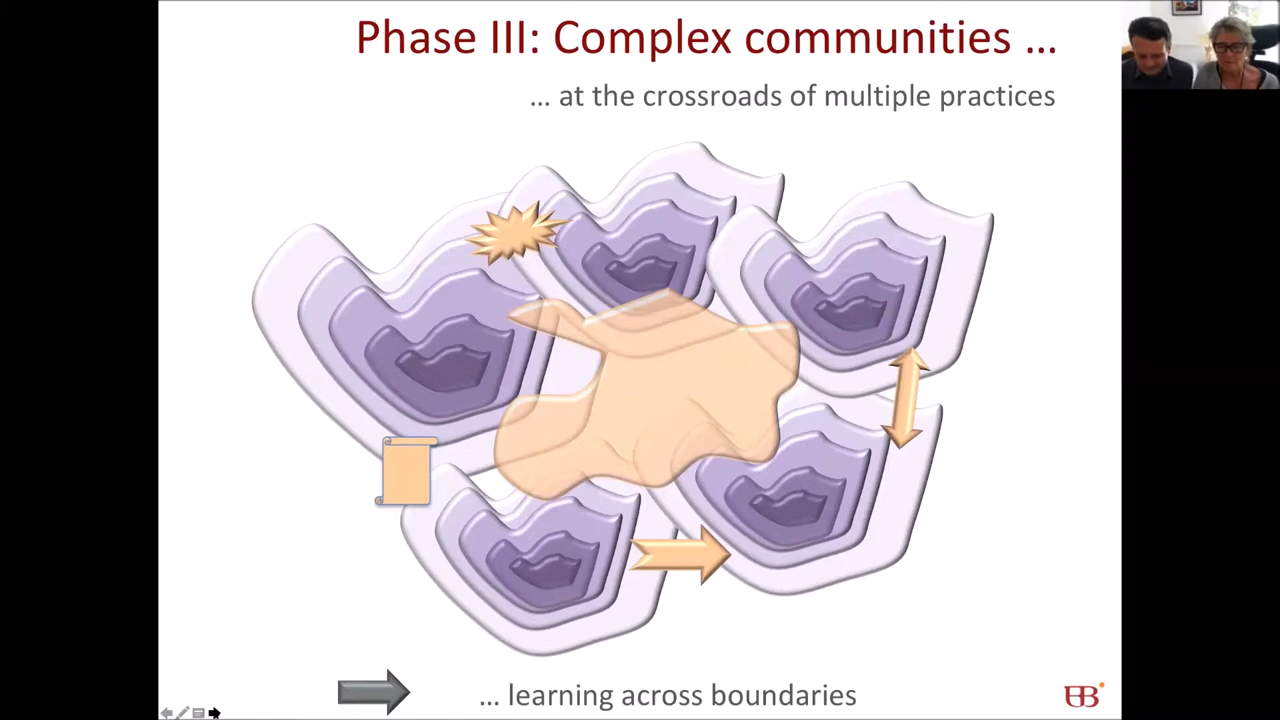 Phase III: Complex communities ...
... at the crossroads of multiple practices
... learning across boundaries